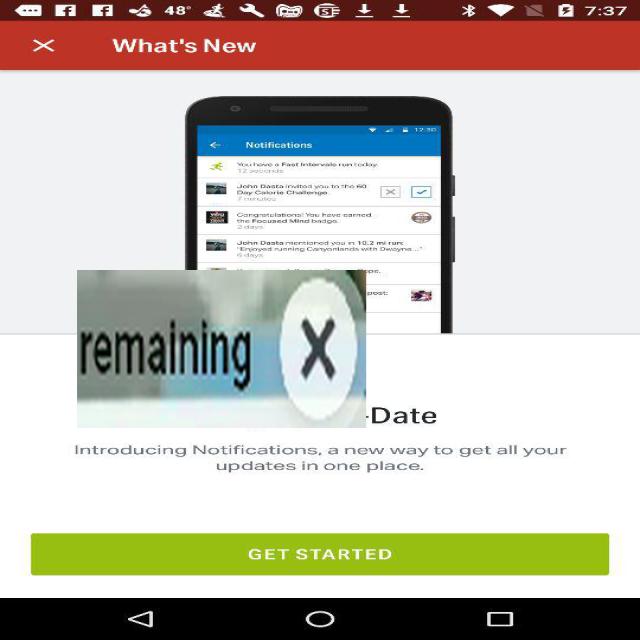 48°
7:37
What's New
12:30
Notifications
You have a Fast Intervals run today.
12 seconds
John Dasta invited you to the 60
Day Calorie Challenge.
7 minutes
Congratulations! You have earned
the Focused Mind badge.
2 days
John Dasta mentioned you in 10.2 mi run:
"Enjoyed running Canyonlands with Dwayne..."
6 days
post:
remaining X
-Date
Introducing Notifications, a new way to get all your
updates in one place.
GET STARTED